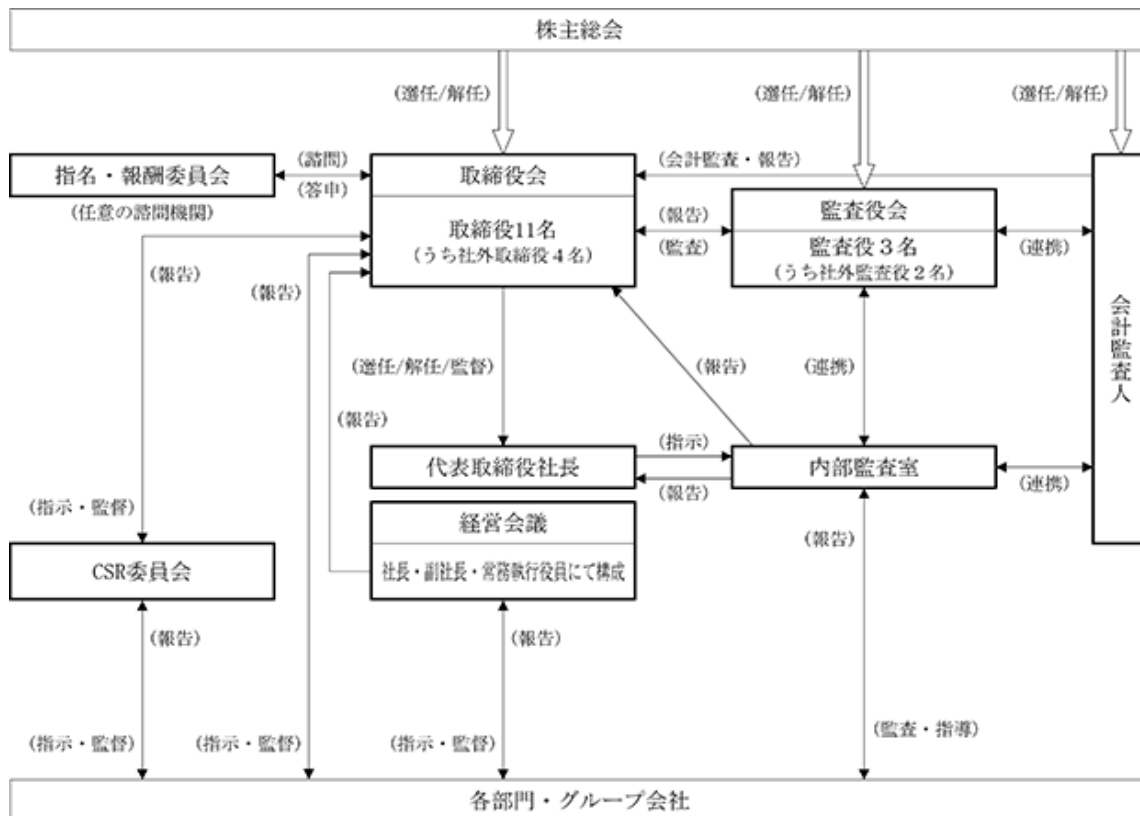 株主総会
(選任/解任)
(選任/解任)
(選任/解任)
指名・報酬委員会
(任意の諮問機関)
(諮問)
(答申)
取締役会
取締役11名
(うち社外取締役4名)
(会計監査・報告)
(報告)
(監査)
監査役会
監査役3名
(うち社外監査役2名)
(連携)
会計監査人
(報告)
(報告)
(選任/解任/監督)
(報告)
(報告)
(連携)
代表取締役社長
(指示)
(報告)
内部監査室
(連携)
(指示・監督)
経営会議
社長・副社長・常務執行役員にて構成
(報告)
CSR委員会
(報告)
(報告)
(指示・監督)
(指示・監督)
(指示・監督)
(監査・指導)
各部門・グループ会社